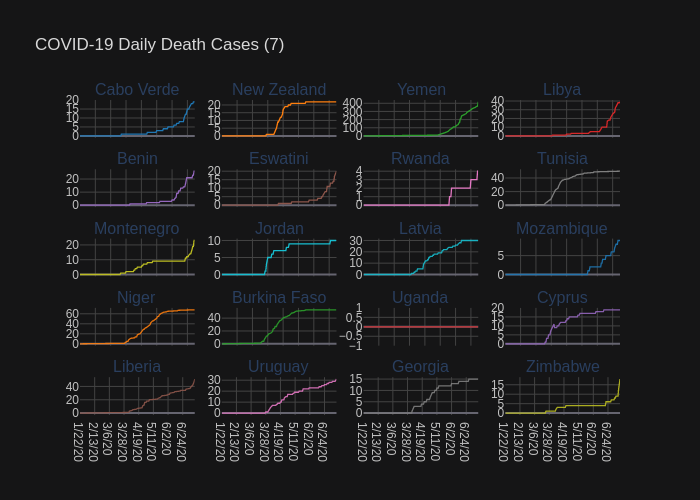 COVID-19 Daily Death Cases (7)
Cabo Verde New Zealand Yemen Libya
20 15 10 5 0
20 10 0
400 300 200 100 0
40 30 20 10 0
Benin Eswatini Rwanda Tunisia
20 10 0
20 15 10 5 0
4 3 2 1 0
40 20 0
Montenegro Jordan Latvia Mozambique
20 10 0
10 5 0
30 20 10 0
5 0
Niger Burkina Faso Uganda Cyprus
60 40 20 0
40 20 0
1 0.5 0 −0.5 −1
20 15 10 5 0
Liberia Uruguay Georgia Zimbabwe
40 20 0
30 20 10 0
15 10 5 0
15 10 5 0
1/22/20 2/13/20 3/6/20 3/28/20 4/19/20 5/11/20 6/2/20 6/24/20
1/22/20 2/13/20 3/6/20 3/28/20 4/19/20 5/11/20 6/2/20 6/24/20
1/22/20 2/13/20 3/6/20 3/28/20 4/19/20 5/11/20 6/2/20 6/24/20
1/22/20 2/13/20 3/6/20 3/28/20 4/19/20 5/11/20 6/2/20 6/24/20